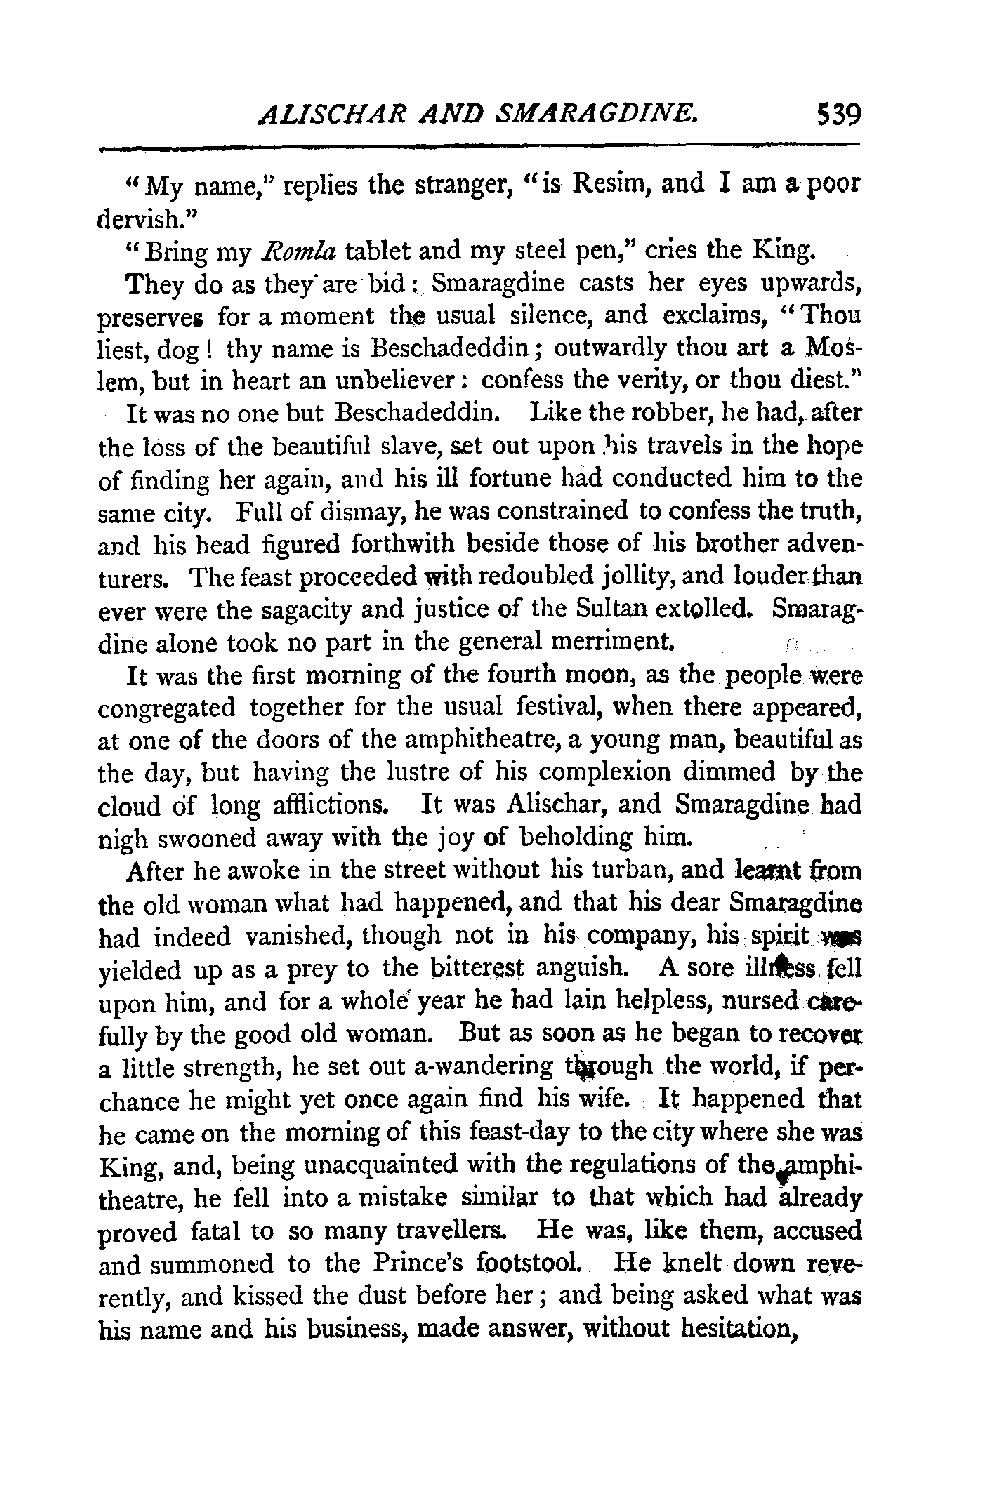 ALISCHAR AND SMARAGDINE. 539
“My name,” replies the stranger, “is Resim, and I am a poor
dervish.”
“Bring my Romla tablet and my steel pen,” cries the King.
They do as they are bid: Smaragdine casts her eyes upwards,
preserves for a moment the usual silence, and exclaims, “Thou
liest, dog! thy name is Beschadeddin; outwardly thou art a Mos-
lem, but in heart an unbeliever: confess the verity, or thou diest.”
It was no one but Beschadeddin. Like the robber, he had, after
the loss of the beautiful slave, set out upon his travels in the hope
of finding her again, and his ill fortune had conducted him to the
same city. Full of dismay, he was constrained to confess the truth,
and his head figured forthwith beside those of his brother adven-
turers. The feast proceeded with redoubled jollity, and louder than
ever were the sagacity and justice of the Sultan extolled. Smarag-
dine alone took no part in the general merriment.
It was the first morning of the fourth moon, as the people were
congregated together for the usual festival, when there appeared,
at one of the doors of the amphitheatre, a young man, beautiful as
the day, but having the lustre of his complexion dimmed by the
cloud of long afflictions. It was Alischar, and Smaragdine had
nigh swooned away with the joy of beholding him.
After he awoke in the street without his turban, and learnt from
the old woman what had happened, and that his dear Smaragdine
had indeed vanished, though not in his company, his spirit was
yielded up as a prey to the bitterest anguish. A sore illness fell
upon him, and for a whole year he had lain helpless, nursed care-
fully by the good old woman. But as soon as he began to recover
a little strength, he set out a-wandering through the world, if per-
chance he might yet once again find his wife. It happened that
he came on the morning of this feast-day to the city where she was
King, and, being unacquainted with the regulations of the amphi-
theatre, he fell into a mistake similar to that which had already
proved fatal to so many travellers. He was, like them, accused
and summoned to the Prince’s footstool. He knelt down reve-
rently, and kissed the dust before her; and being asked what was
his name and his business, made answer, without hesitation,